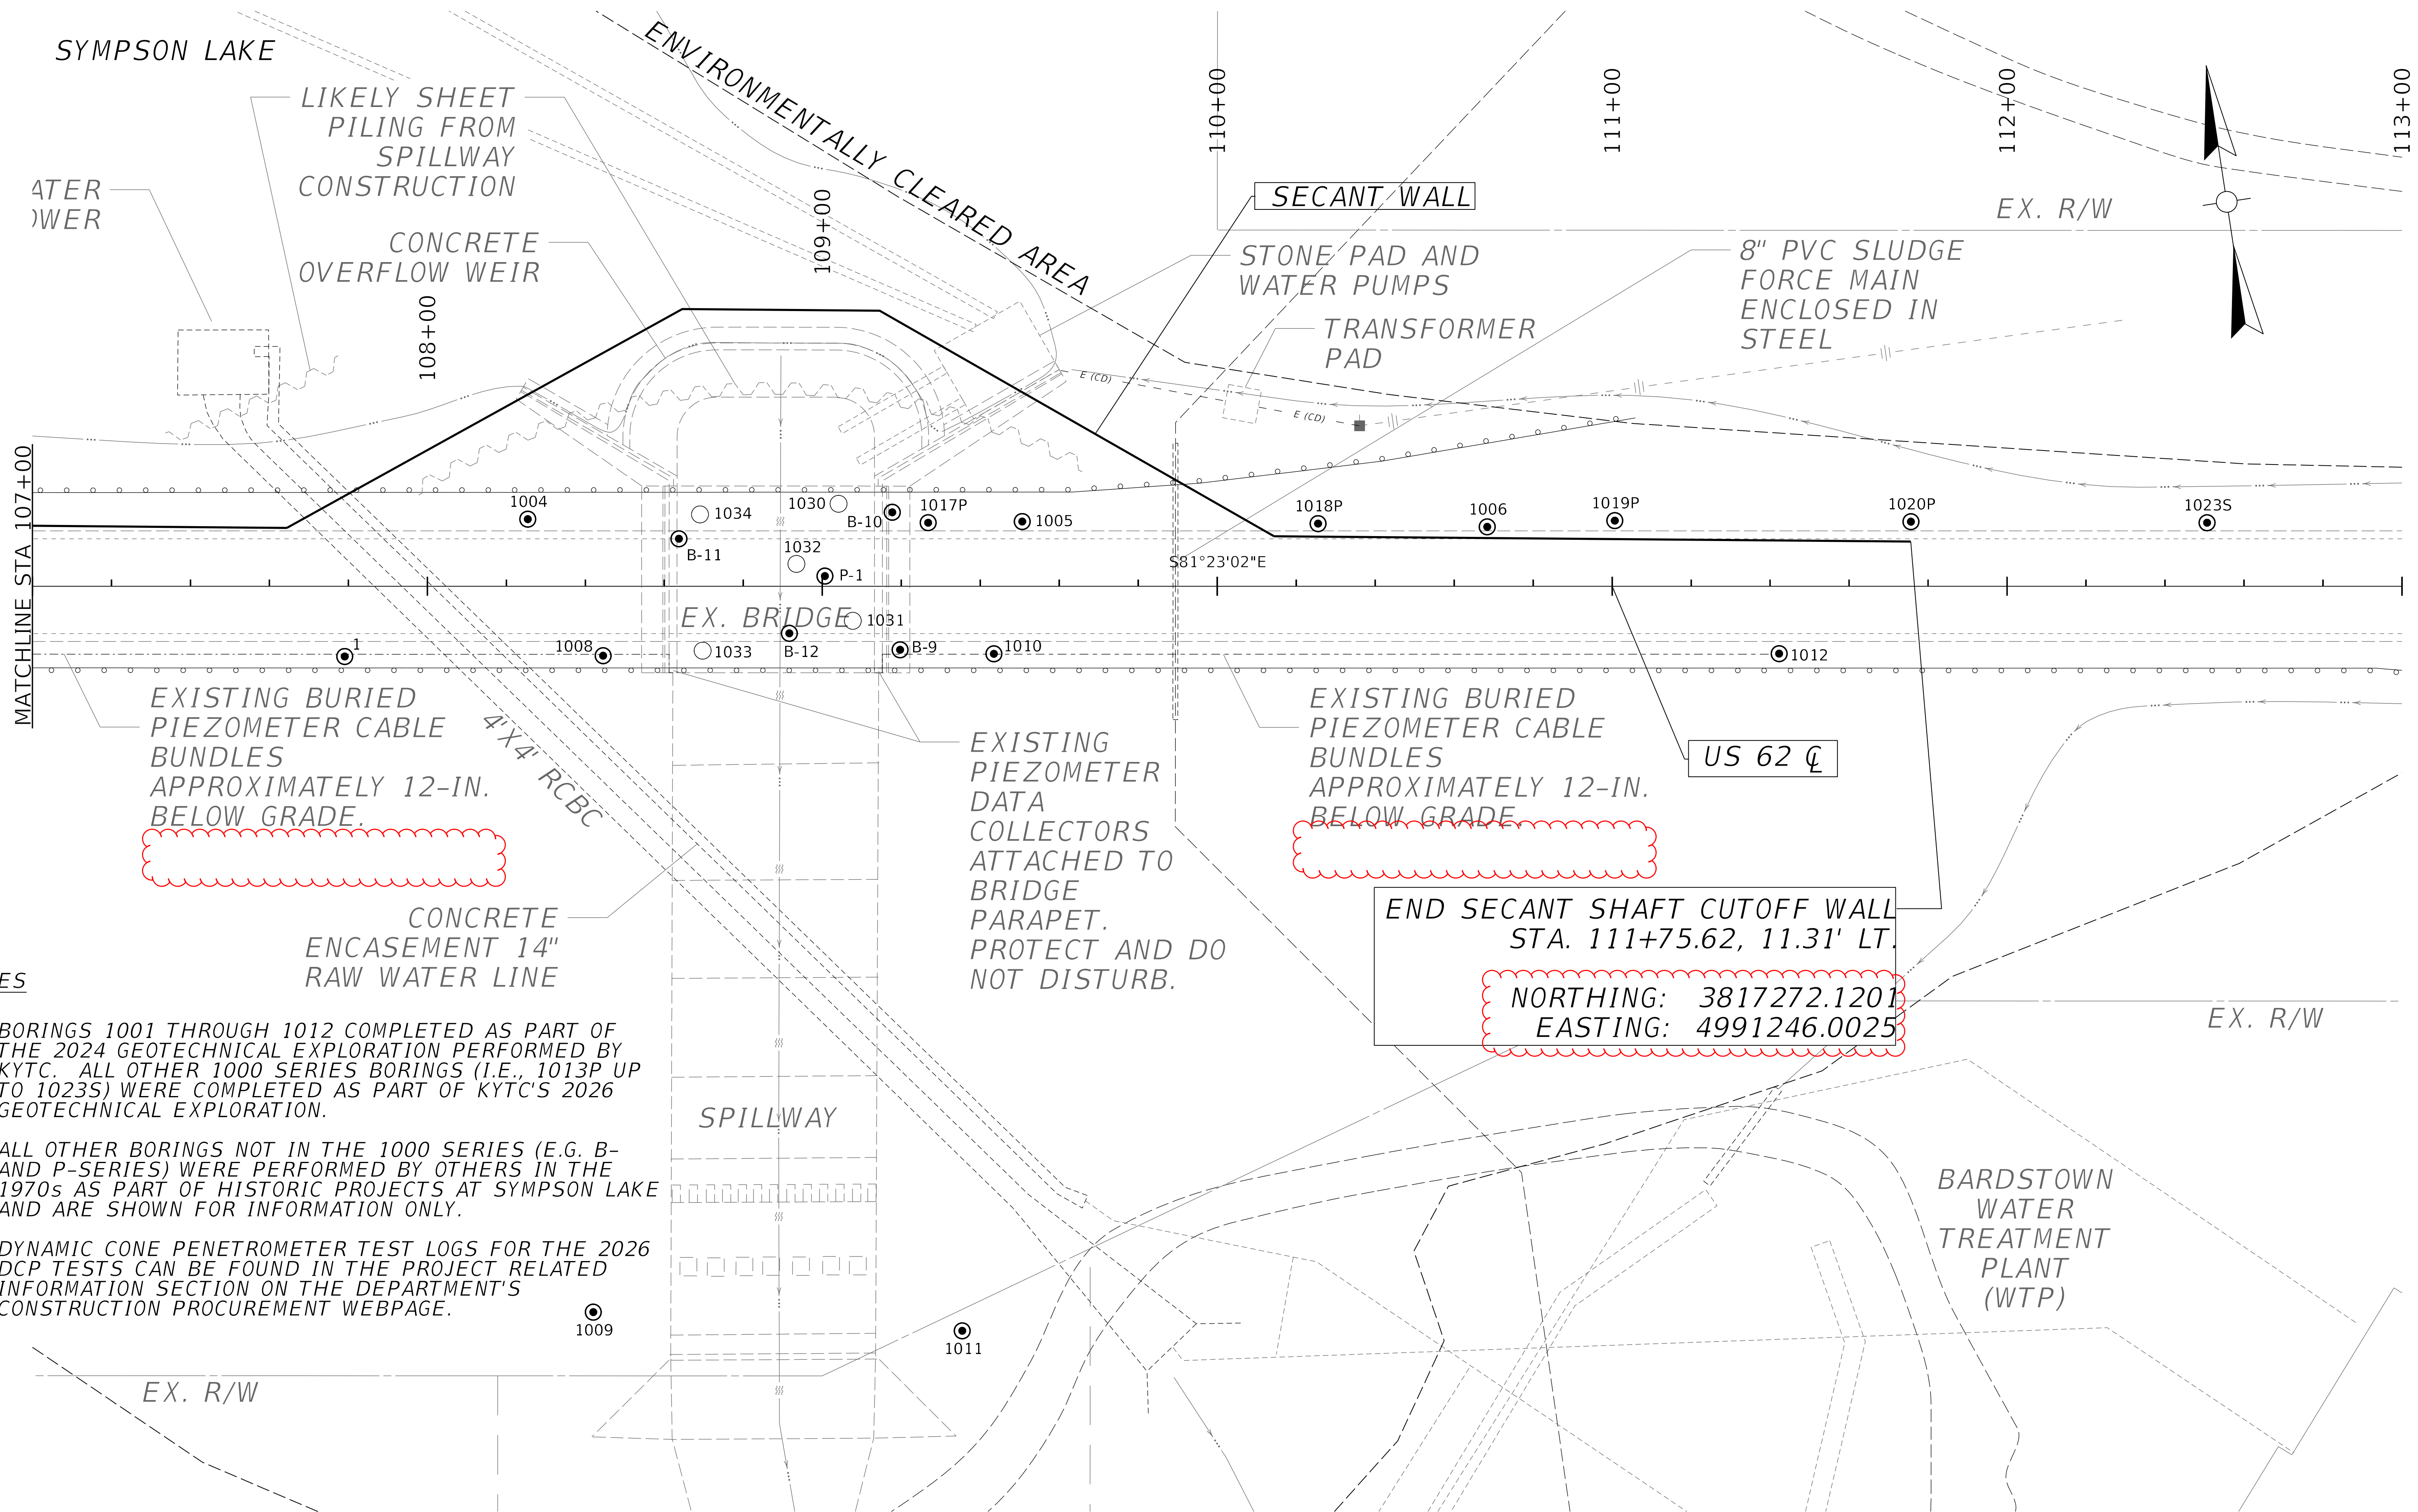 SYMPSON LAKE
LIKELY SHEET
PILING FROM
SPILLWAY
CONSTRUCTION
CONCRETE
OVERFLOW WEIR
ENVIRONMENTALLY CLEARED AREA
108+00
109+00
110+00
111+00
112+00
113+00
SECANT WALL
STONE PAD AND
WATER PUMPS
TRANSFORMER
PAD
8" PVC SLUDGE
FORCE MAIN
ENCLOSED IN
STEEL
EX. R/W
E (CD)
E (CD)
MATCHLINE STA. 107+00
1004
1034
1030
B-10
1017P
1005
B-11
1032
P-1
1018P
1006
1019P
1020P
1023S
S81°23'02"E
EX. BRIDGE
1031
1
1008
1033
B-12
B-9
1010
1012
EXISTING BURIED
PIEZOMETER CABLE
BUNDLES
APPROXIMATELY 12-IN.
BELOW GRADE.
4'X4' RCBC
EXISTING
PIEZOMETER
DATA
COLLECTORS
ATTACHED TO
BRIDGE
PARAPET.
PROTECT AND DO
NOT DISTURB.
EXISTING BURIED
PIEZOMETER CABLE
BUNDLES
APPROXIMATELY 12-IN.
BELOW GRADE.
US 62 ℄
CONCRETE
ENCASEMENT 14"
RAW WATER LINE
END SECANT SHAFT CUTOFF WALL
STA. 111+75.62, 11.31' LT.
NORTHING: 3817272.1201
EASTING: 4991246.0025
EX. R/W
BORINGS 1001 THROUGH 1012 COMPLETED AS PART OF
THE 2024 GEOTECHNICAL EXPLORATION PERFORMED BY
KYTC. ALL OTHER 1000 SERIES BORINGS (I.E., 1013P UP
TO 1023S) WERE COMPLETED AS PART OF KYTC'S 2026
GEOTECHNICAL EXPLORATION.
ALL OTHER BORINGS NOT IN THE 1000 SERIES (E.G. B-
AND P-SERIES) WERE PERFORMED BY OTHERS IN THE
1970s AS PART OF HISTORIC PROJECTS AT SYMPSON LAKE
AND ARE SHOWN FOR INFORMATION ONLY.
DYNAMIC CONE PENETROMETER TEST LOGS FOR THE 2026
DCP TESTS CAN BE FOUND IN THE PROJECT RELATED
INFORMATION SECTION ON THE DEPARTMENT'S
CONSTRUCTION PROCUREMENT WEBPAGE.
SPILLWAY
BARDSTOWN
WATER
TREATMENT
PLANT
(WTP)
1009
1011
EX. R/W